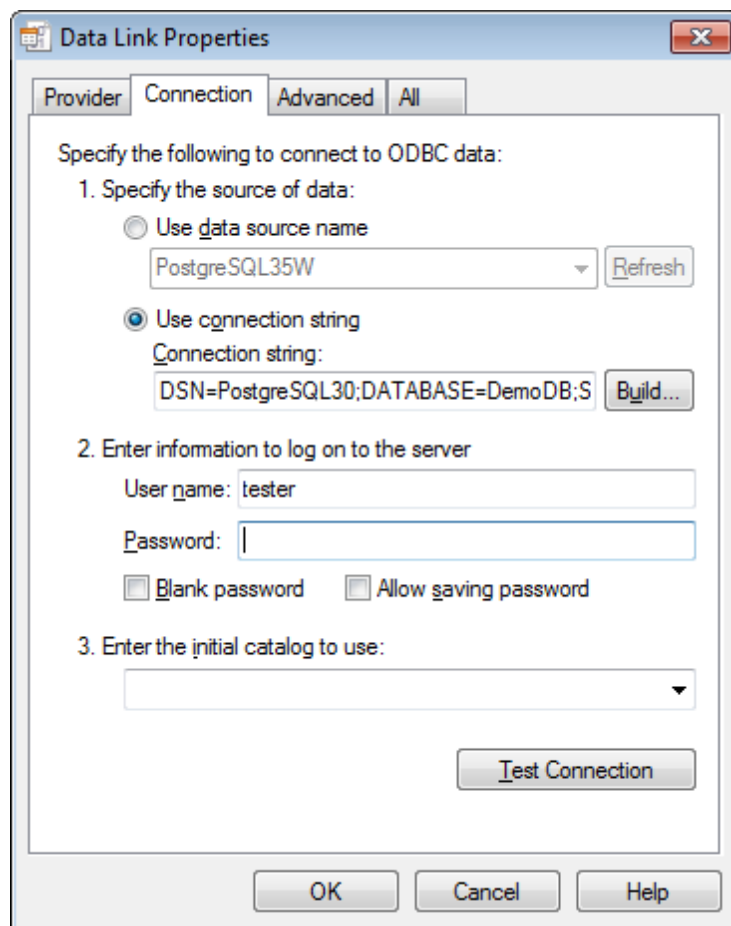 Data Link Properties
Provider Connection Advanced All
Specify the following to connect to ODBC data:
1. Specify the source of data:
Use data source name
PostgreSQL35W Refresh
Use connection string
Connection string:
DSN=PostgreSQL30;DATABASE=DemoDB;S Build...
2. Enter information to log on to the server
User name: tester
Password:
Blank password Allow saving password
3. Enter the initial catalog to use:
Test Connection
OK Cancel Help